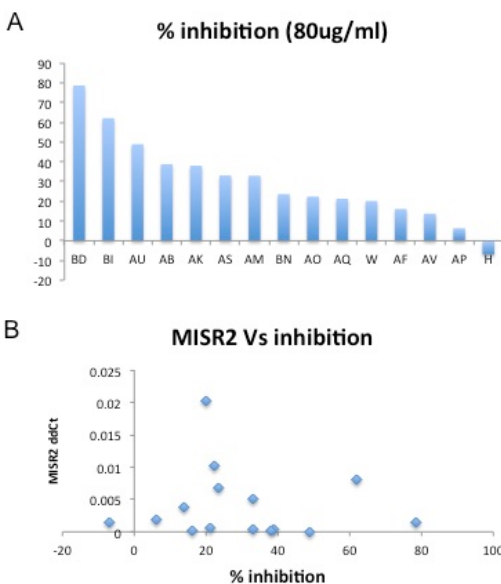 A
% inhibition (80ug/ml)
90
80
70
60
50
40
30
20
10
0
-10
-20
BD BI AU AB AK AS AM BN AO AQ W AF AV AP H
B
MISR2 Vs inhibition
MISR2 ddCt
0.025
0.02
0.015
0.01
0.005
0
-20 0 20 40 60 80 100
% inhibition